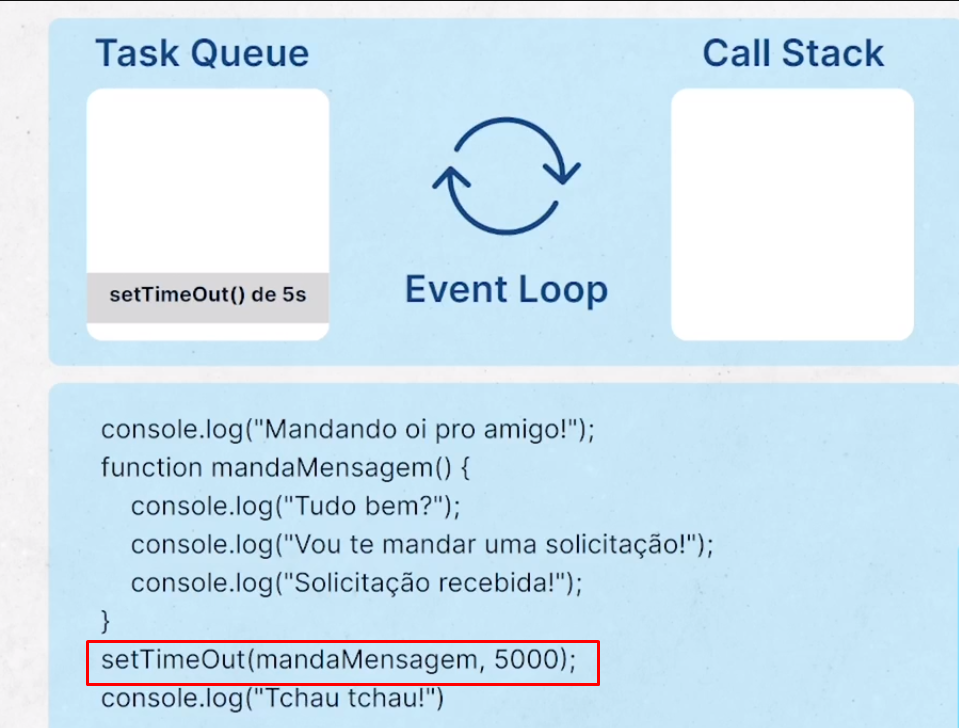 Task Queue
Call Stack
setTimeOut() de 5s
Event Loop
console.log("Mandando oi pro amigo!");
function mandaMensagem() {
console.log("Tudo bem?");
console.log("Vou te mandar uma solicitação!");
console.log("Solicitação recebida!");
}
setTimeOut(mandaMensagem, 5000);
console.log("Tchau tchau!")